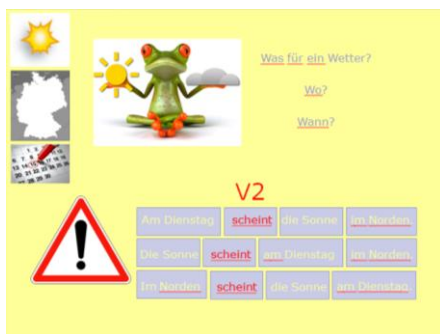 Was für ein Wetter?
Wo?
Wann?
V2
Am Dienstag scheint die Sonne im Norden.
Die Sonne scheint am Dienstag im Norden.
Im Norden scheint die Sonne am Dienstag.